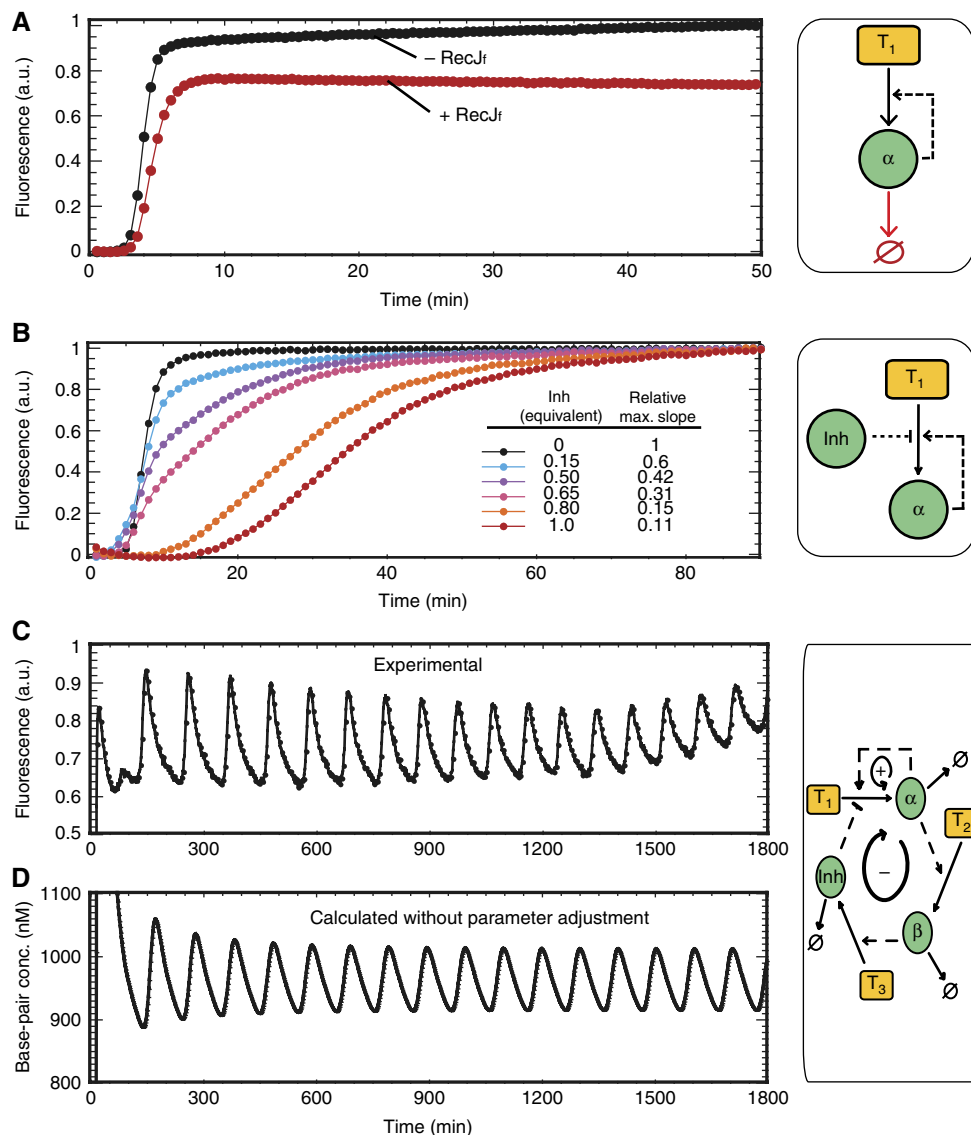 A
Fluorescence (a.u.)
1
0.8
0.6
0.4
0.2
0
− RecJf
+ RecJf
0 10 20 30 40 50
Time (min)
T1
α
∅
B
Fluorescence (a.u.)
1
0.8
0.6
0.4
0.2
0
Inh (equivalent) Relative max. slope
0 1
0.15 0.6
0.50 0.42
0.65 0.31
0.80 0.15
1.0 0.11
0 20 40 60 80
Time (min)
T1
Inh
α
C
Fluorescence (a.u.)
1
0.9
0.8
0.7
0.6
0.5
Experimental
0 300 600 900 1200 1500 1800
D
Base-pair conc. (nM)
1100
1000
900
800
Calculated without parameter adjustment
0 300 600 900 1200 1500 1800
Time (min)
+
∅
T1
α
T2
Inh
−
β
∅
T3
∅